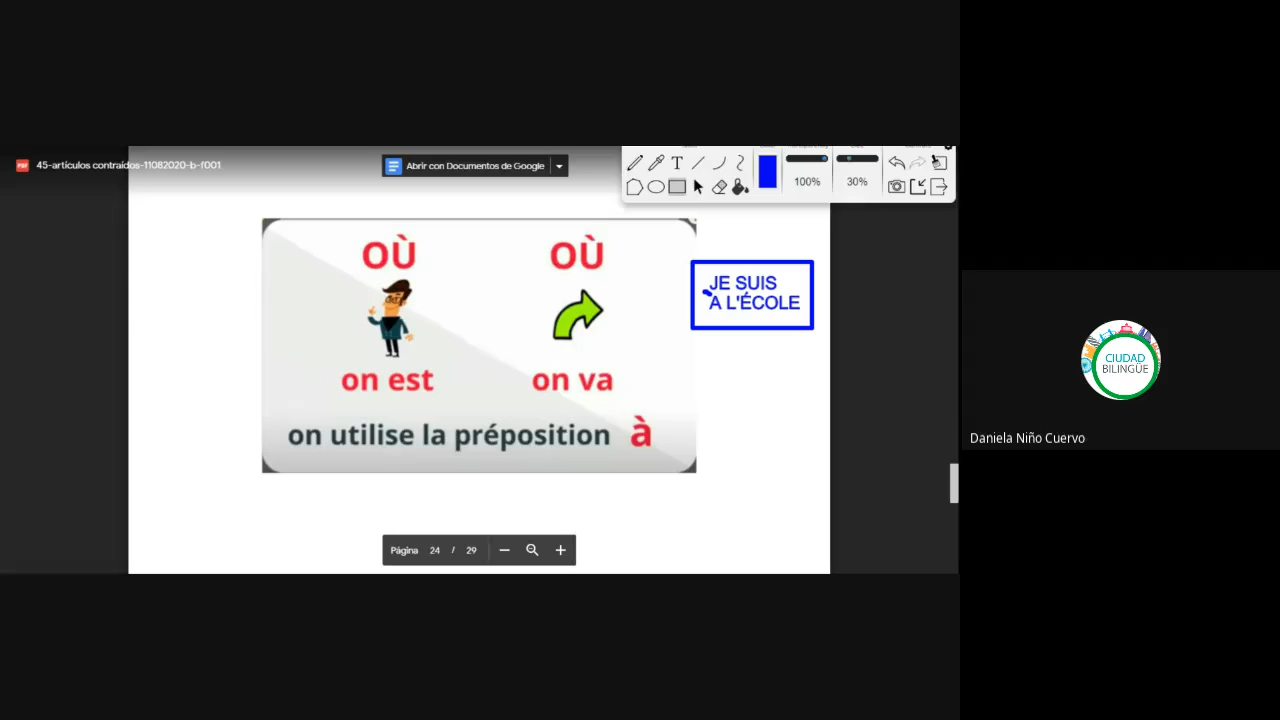 45-artículos contraídos-11082020-b-f001
Abrir con Documentos de Google
100%
30%
OÙ OÙ
JE SUIS
A L'ÉCOLE
on est on va
on utilise la préposition à
CIUDAD
BILINGÜE
Daniela Niño Cuervo
Página 24 / 29